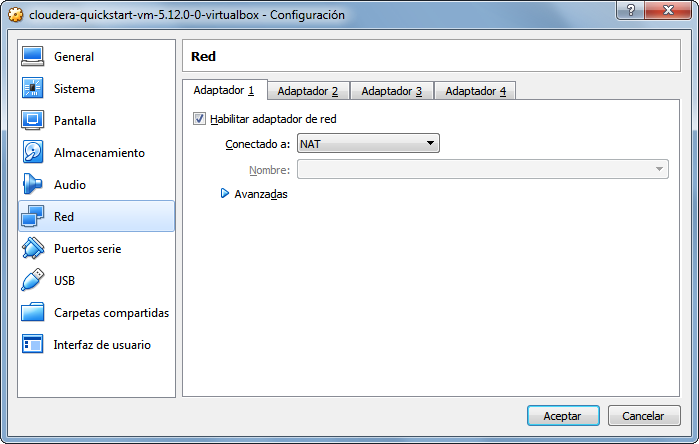 cloudera-quickstart-vm-5.12.0-0-virtualbox - Configuración
?
General
Sistema
Pantalla
Almacenamiento
Audio
Red
Puertos serie
USB
Carpetas compartidas
Interfaz de usuario
Red
Adaptador 1 Adaptador 2 Adaptador 3 Adaptador 4
Habilitar adaptador de red
Conectado a: NAT
Nombre:
Avanzadas
Aceptar Cancelar